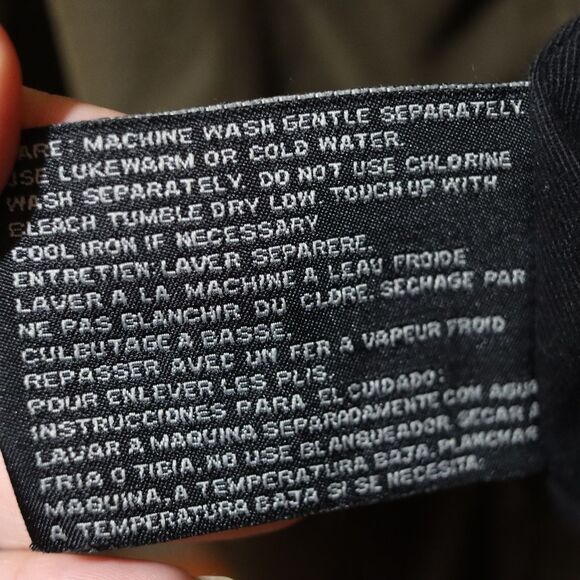 ARE: MACHINE WASH GENTLE SEPARATELY.
USE LUKEWARM OR COLD WATER.
WASH SEPARATELY. DO NOT USE CHLORINE
BLEACH TUMBLE DRY LOW. TOUCH UP WITH
COOL IRON IF NECESSARY
ENTRETIEN: LAVER SEPARERE.
LAVER A LA MACHINE A LEAU FROIDE
NE PAS BLANCHIR DU CLORE. SECHAGE PAR
CULBUTAGE A BASSE
REPASSER AVEC UN FER A VAPEUR FROID
POUR ENLEVER LES PLIS.
INSTRUCCIONES PARA EL CUIDADO:
LAVAR A MAQUINA SEPARADAMENTE CON AGUA
FRIA O TIBIA. NO USE BLANQUEADOR. SECAR A
MAQUINA. A TEMPERATURA BAJA. PLANCHAR
A TEMPERATURA BAJA SI SE NECESITA.